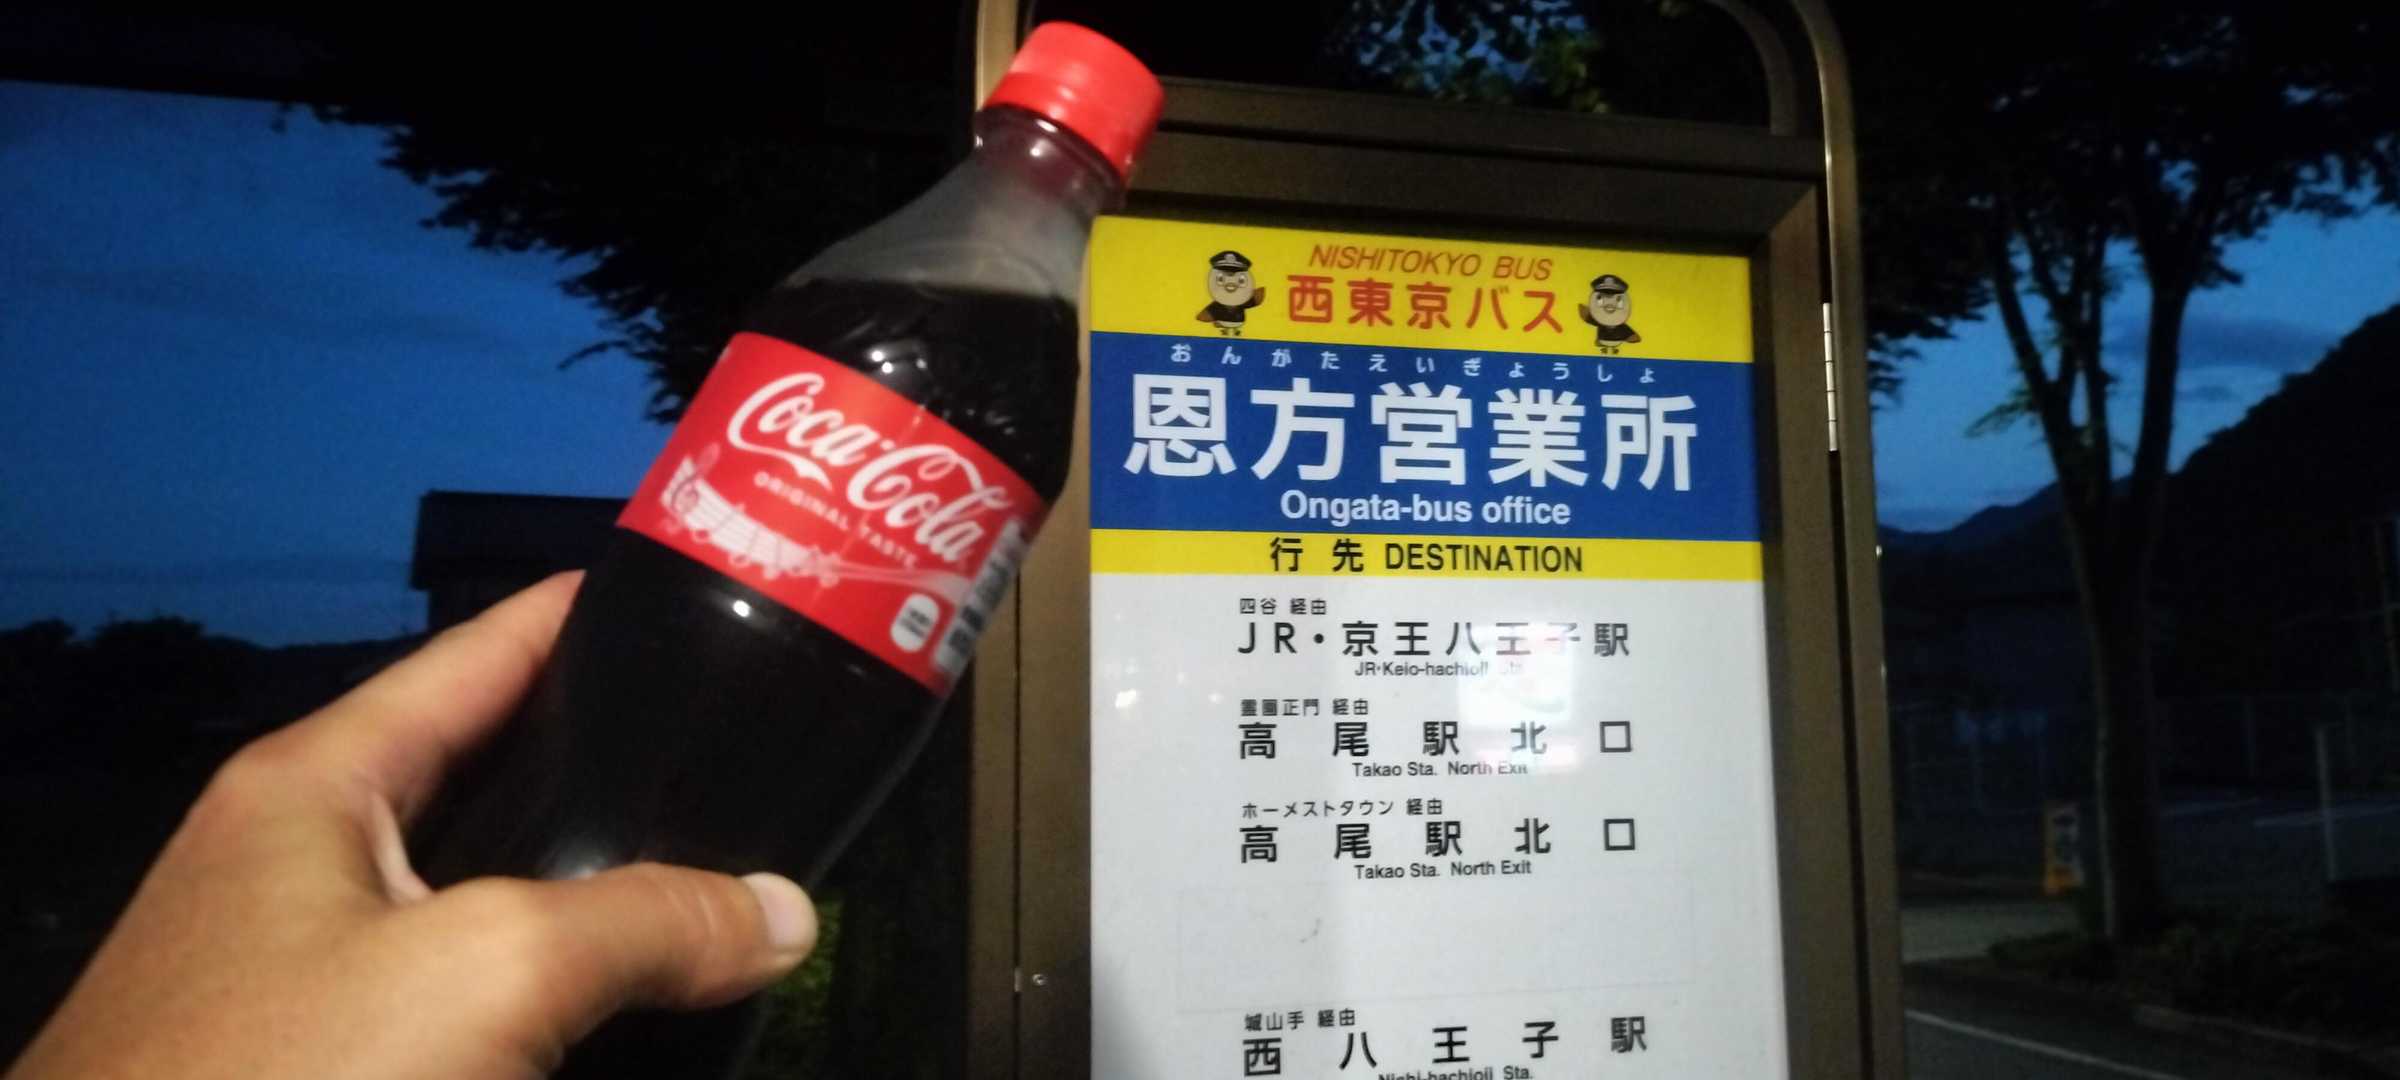 Coca-Cola
ORIGINAL TASTE
NISHITOKYO BUS
西東京バス
おんがたえいぎょうしょ
恩方営業所
Ongata-bus office
行先 DESTINATION
四谷 経由
JR・京王八王子駅
JR・Keio-hachioji Sta.
霊園正門 経由
高尾駅北口
Takao Sta. North Exit
ホーメストタウン 経由
高尾駅北口
Takao Sta. North Exit
城山手 経由
西八王子駅
Nishi-hachioji Sta.